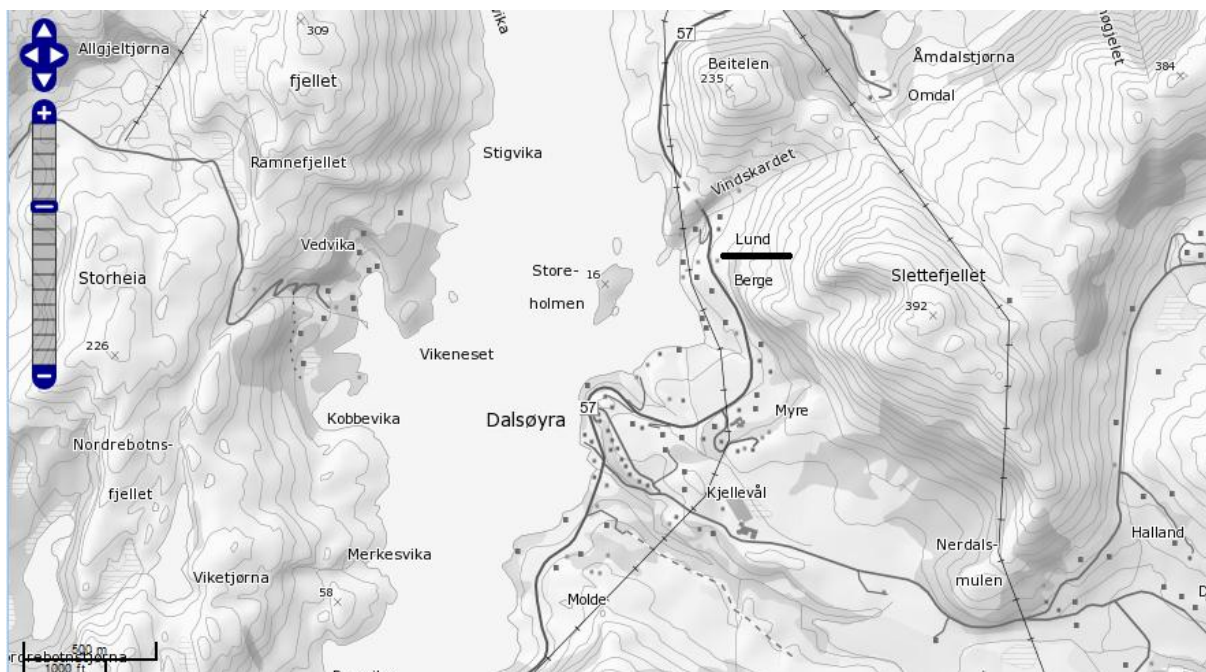 Allgjeltjørna
309
fjellet
vika
57
Beitelen
235
Åmdalstjørna
384
Omdal
Stigvika
Ramnefjellet
Vindskardet
Vedvika
Lund
Store-
16
holmen
Berge
Storheia
Slettefjellet
392
226
Vikeneset
57
Myre
Kobbevika
Dalsøyra
Nordrebotns-
fjellet
Kjellevål
Halland
Nerdals-
mulen
Merkesvika
Viketjørna
58
Molde
500 m
1000 ft